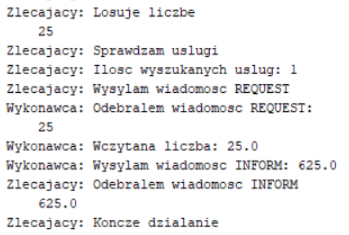 Zlecajacy: Losuje liczbe
25
Zlecajacy: Sprawdzam uslugi
Zlecajacy: Ilosc wyszukanych uslug: 1
Zlecajacy: Wysylam wiadomosc REQUEST
Wykonawca: Odebralem wiadomosc REQUEST:
25
Wykonawca: Wczytana liczba: 25.0
Wykonawca: Wysylam wiadomosc INFORM: 625.0
Zlecajacy: Odebralem wiadomosc INFORM
625.0
Zlecajacy: Koncze dzialanie